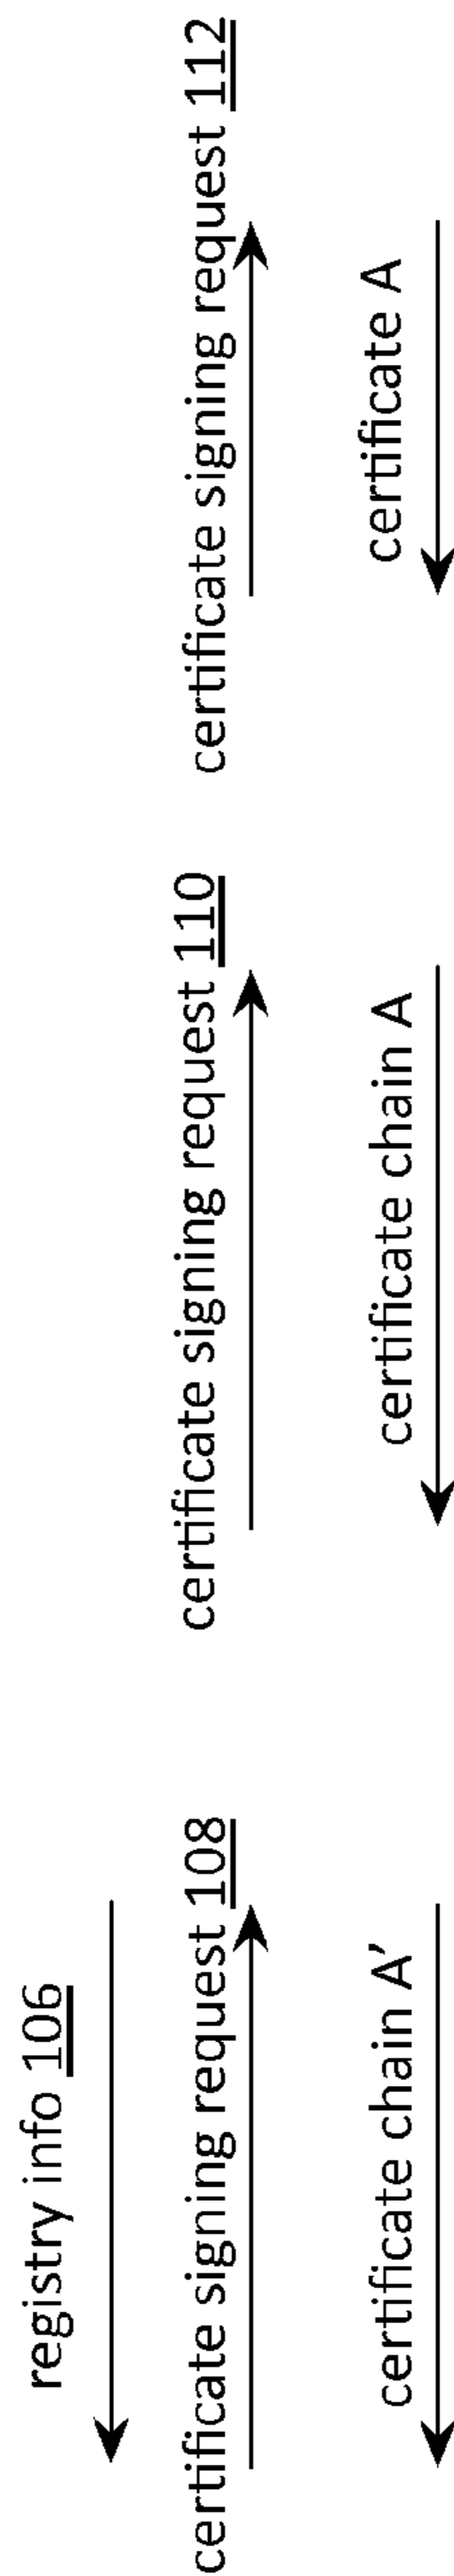 registry info 106
certificate signing request 108
certificate chain A’
certificate signing request 110
certificate chain A
certificate signing request 112
certificate A